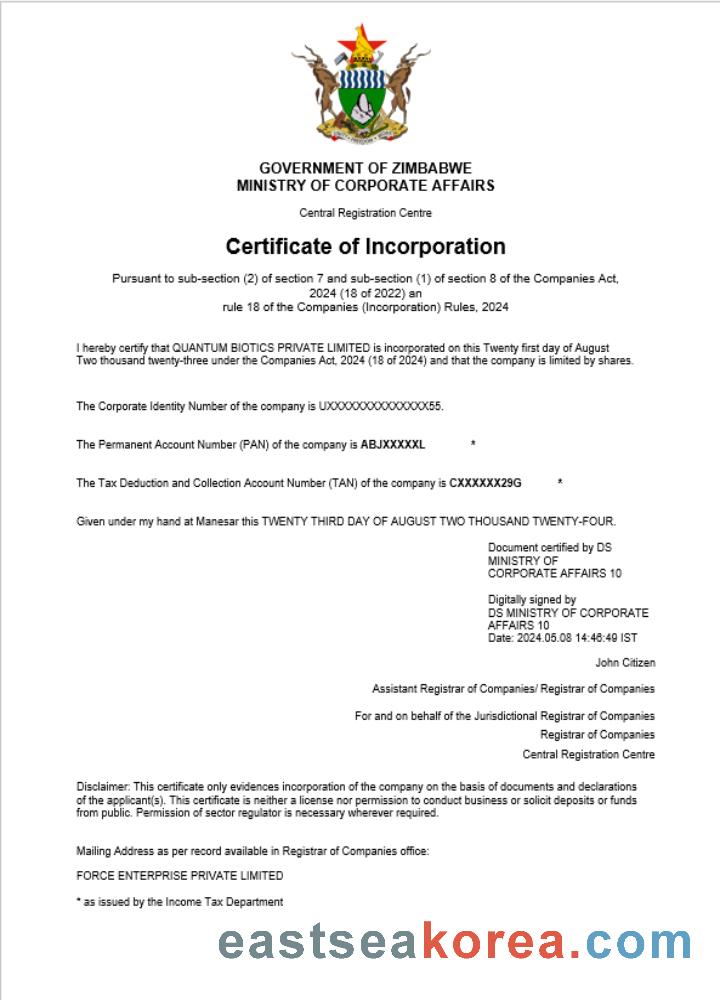 GOVERNMENT OF ZIMBABWE
MINISTRY OF CORPORATE AFFAIRS
Central Registration Centre
Certificate of Incorporation
Pursuant to sub-section (2) of section 7 and sub-section (1) of section 8 of the Companies Act,
2024 (18 of 2022) an
rule 18 of the Companies (Incorporation) Rules, 2024
I hereby certify that QUANTUM BIOTICS PRIVATE LIMITED is incorporated on this Twenty first day of August
Two thousand twenty-three under the Companies Act, 2024 (18 of 2024) and that the company is limited by shares.
The Corporate Identity Number of the company is UXXXXXXXXXXXXXXX55.
The Permanent Account Number (PAN) of the company is ABJXXXXXL *
The Tax Deduction and Collection Account Number (TAN) of the company is CXXXXXX29G *
Given under my hand at Manesar this TWENTY THIRD DAY OF AUGUST TWO THOUSAND TWENTY-FOUR.
Document certified by DS
MINISTRY OF
CORPORATE AFFAIRS 10
Digitally signed by
DS MINISTRY OF CORPORATE
AFFAIRS 10
Date: 2024.05.08 14:46:49 IST
John Citizen
Assistant Registrar of Companies/ Registrar of Companies
For and on behalf of the Jurisdictional Registrar of Companies
Registrar of Companies
Central Registration Centre
Disclaimer: This certificate only evidences incorporation of the company on the basis of documents and declarations
of the applicant(s). This certificate is neither a license nor permission to conduct business or solicit deposits or funds
from public. Permission of sector regulator is necessary wherever required.
Mailing Address as per record available in Registrar of Companies office:
FORCE ENTERPRISE PRIVATE LIMITED
* as issued by the Income Tax Department
eastseakorea.com